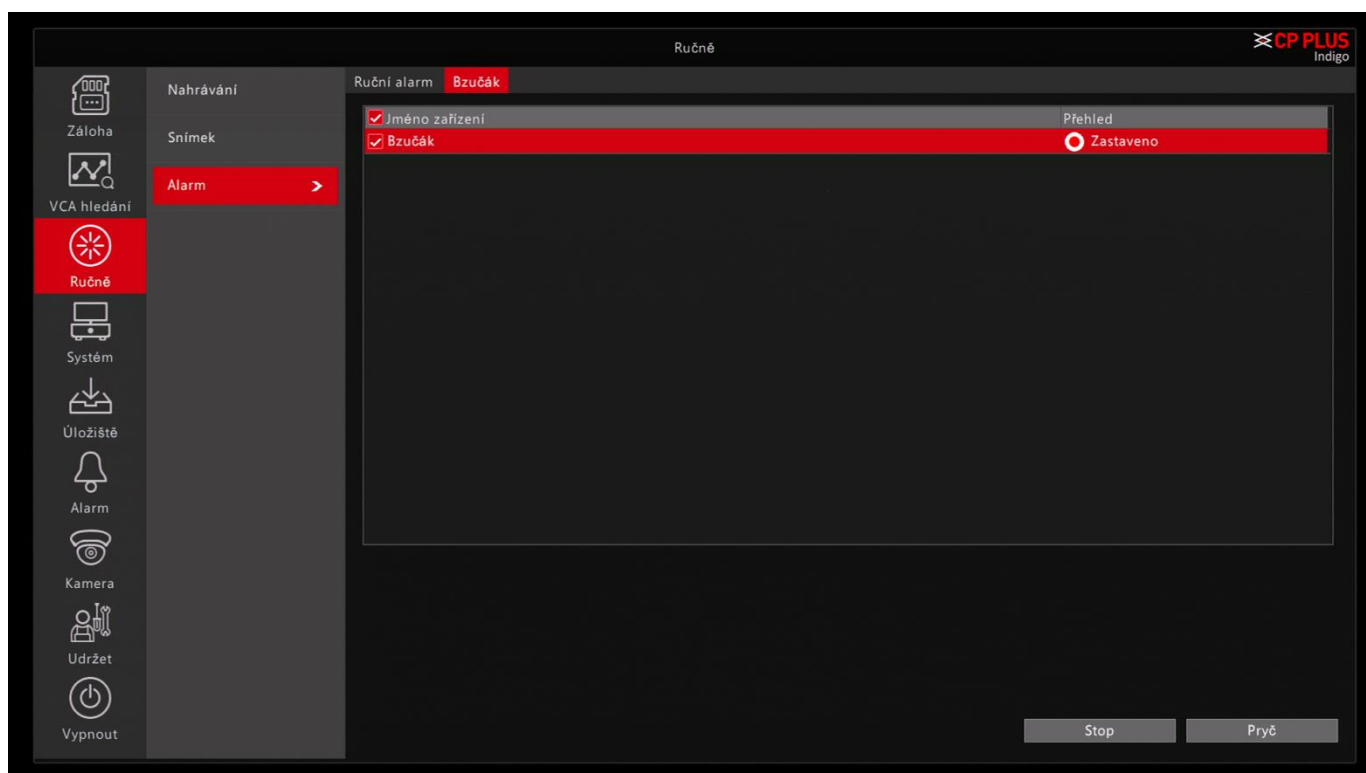 Ručně
CP PLUS
Indigo
Záloha
VCA hledání
Ručně
Systém
Úložiště
Alarm
Kamera
Udržet
Vypnout
Nahrávání
Snímek
Alarm
Ruční alarm Bzučák
Jméno zařízení Přehled
Bzučák Zastaveno
Stop Pryč